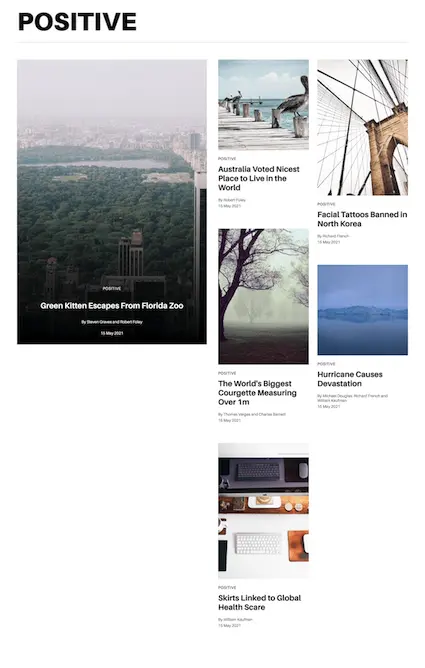 POSITIVE
POSITIVE
Green Kitten Escapes From Florida Zoo
By Steven Graves and Robert Foley
15 May 2021
POSITIVE
Australia Voted Nicest
Place to Live in the
World
By Robert Foley
15 May 2021
POSITIVE
The World's Biggest
Courgette Measuring
Over 1m
By Thomas Vargas and Charles Barnett
15 May 2021
POSITIVE
Skirts Linked to Global
Health Scare
By William Kaufman
15 May 2021
POSITIVE
Facial Tattoos Banned in
North Korea
By Richard French
15 May 2021
POSITIVE
Hurricane Causes
Devastation
By Michael Douglas, Richard French and
William Kaufman
15 May 2021